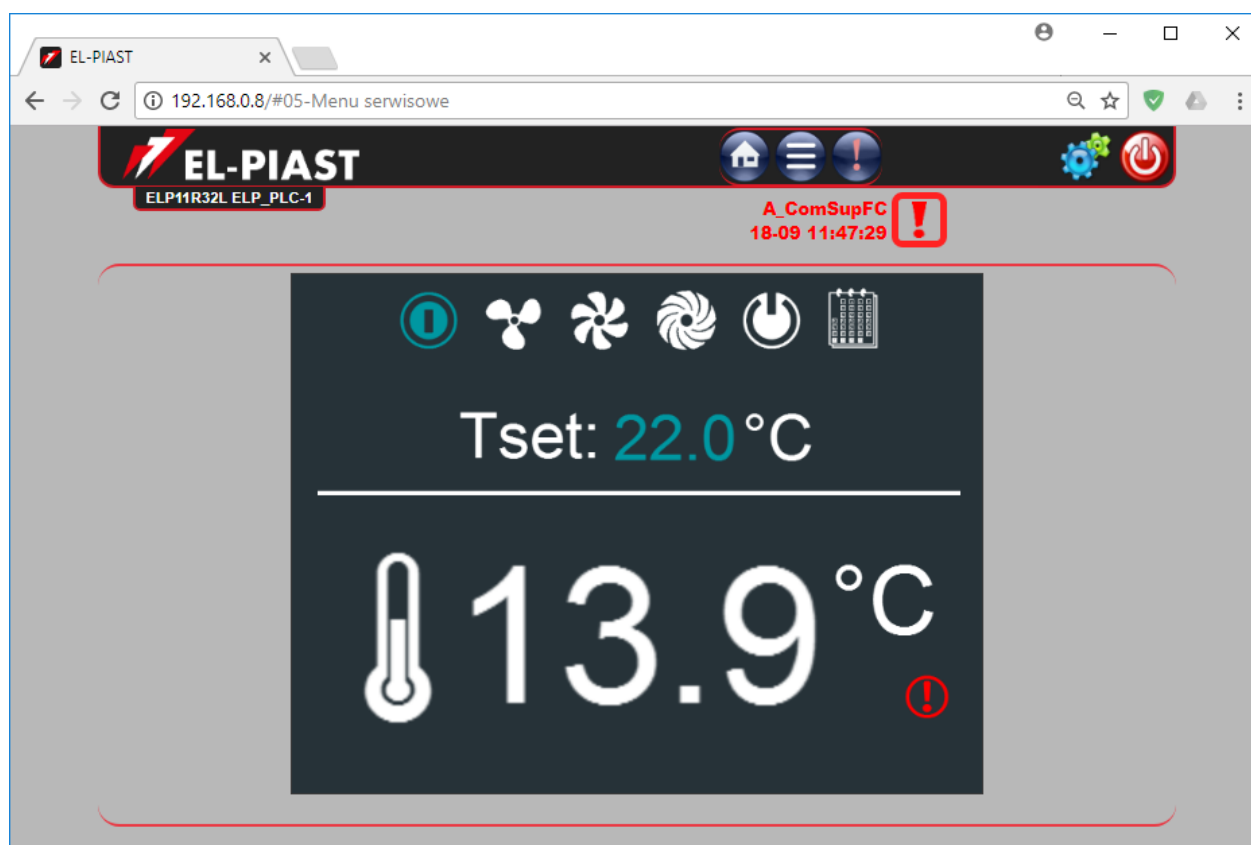 EL-PIAST
192.168.0.8/#05-Menu serwisowe
EL-PIAST
ELP11R32L ELP_PLC-1
A_ComSupFC
18-09 11:47:29
Tset: 22.0°C
13.9°C